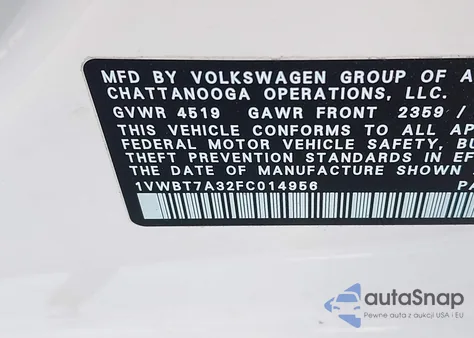 MFD BY VOLKSWAGEN GROUP OF A
CHATTANOOGA OPERATIONS, LLC.
GVWR 4519 GAWR FRONT 2359 /
THIS VEHICLE CONFORMS TO ALL AP
FEDERAL MOTOR VEHICLE SAFETY, BU
THEFT PREVENTION STANDARDS IN EF
THE DATE OF MANUFACTURE SHOWN
1VWBT7A32FC014956 PA
autoSnap
Pewne auta z aukcji USA i EU